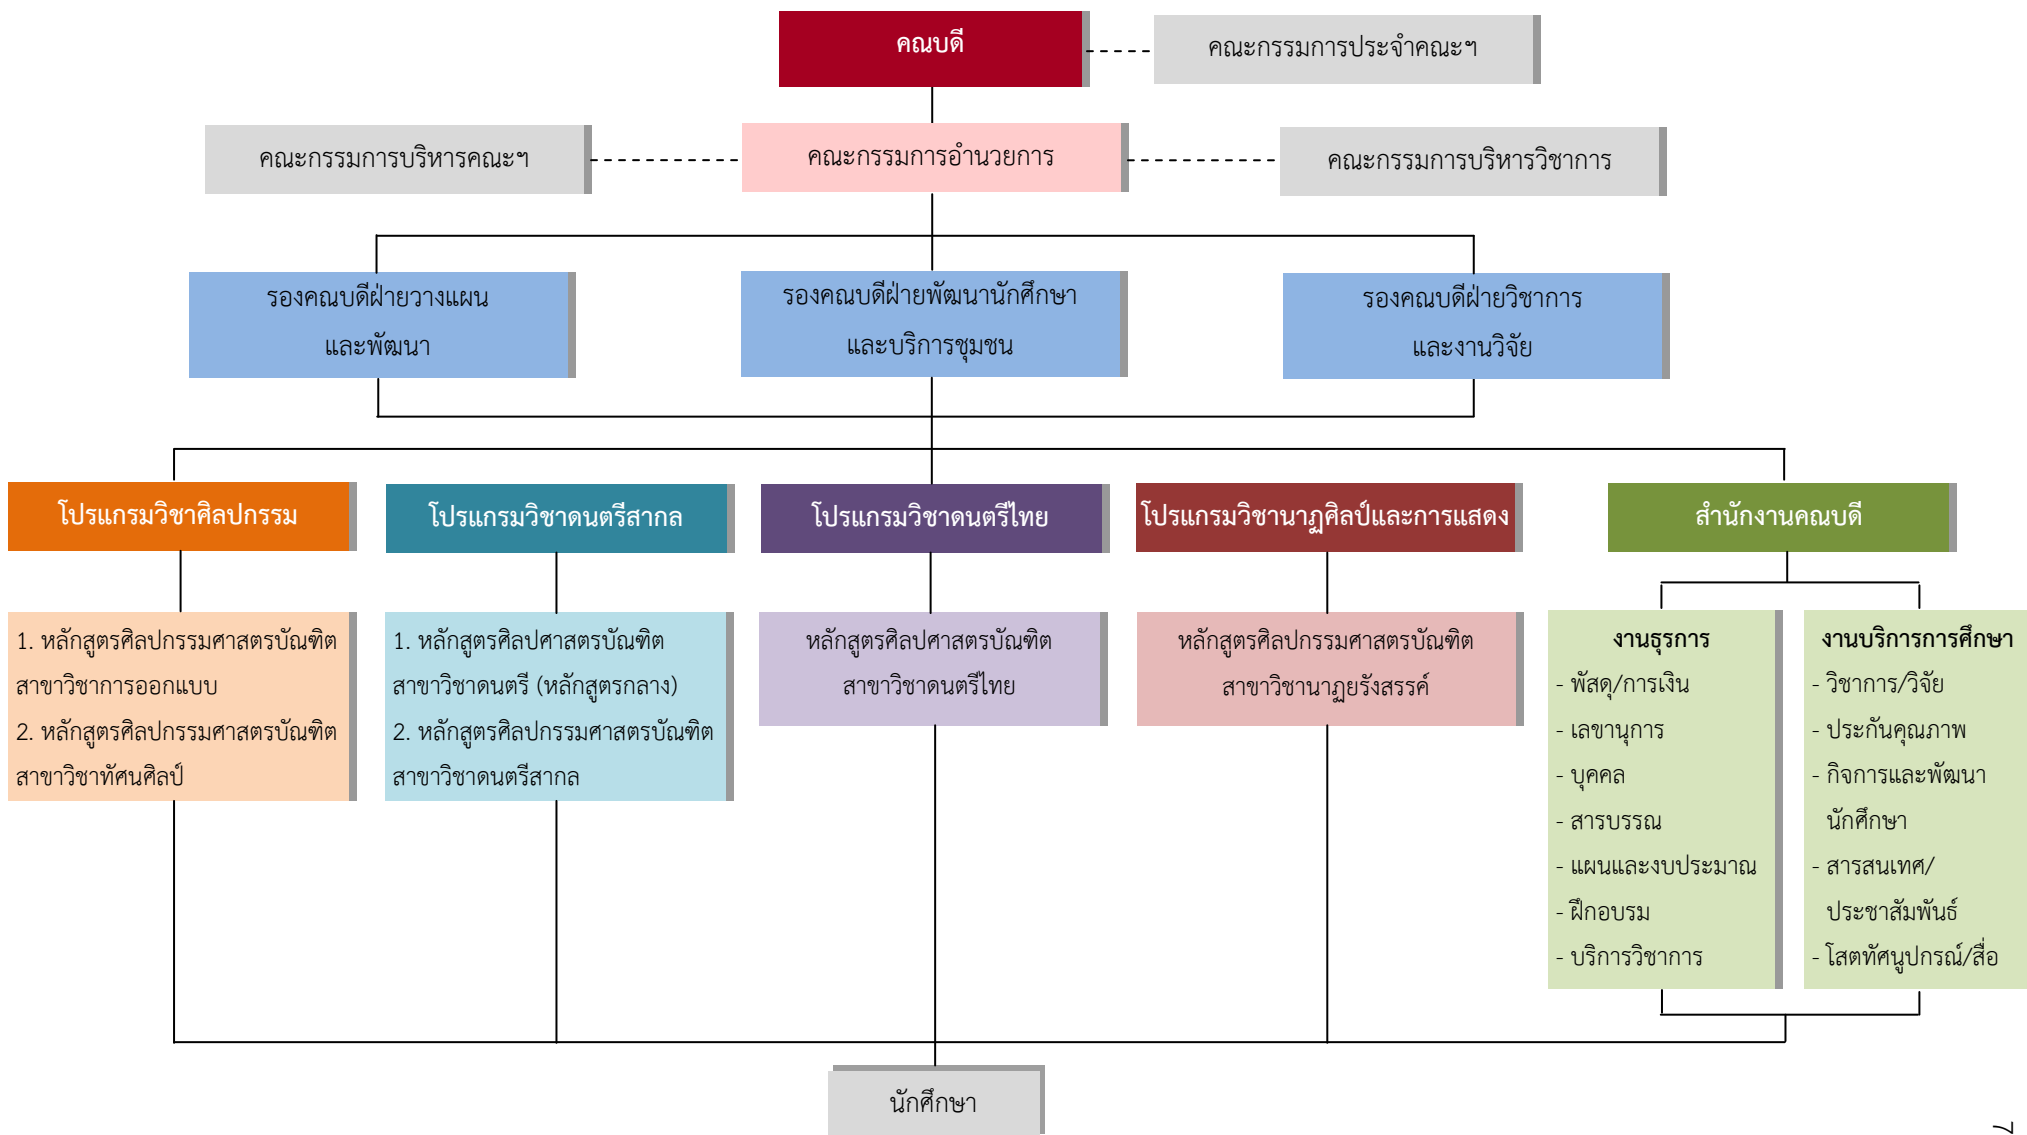 คณบดี
คณะกรรมการประจำคณะฯ
คณะกรรมการบริหารคณะฯ
คณะกรรมการอำนวยการ
คณะกรรมการบริหารวิชาการ
รองคณบดีฝ่ายวางแผน
และพัฒนา
รองคณบดีฝ่ายพัฒนานักศึกษา
และบริการชุมชน
รองคณบดีฝ่ายวิชาการ
และงานวิจัย
โปรแกรมวิชาศิลปกรรม
โปรแกรมวิชาดนตรีสากล
โปรแกรมวิชาดนตรีไทย
โปรแกรมวิชานาฏศิลป์และการแสดง
สำนักงานคณบดี
1. หลักสูตรศิลปกรรมศาสตรบัณฑิต
สาขาวิชาการออกแบบ
2. หลักสูตรศิลปกรรมศาสตรบัณฑิต
สาขาวิชาทัศนศิลป์
1. หลักสูตรศิลปศาสตรบัณฑิต
สาขาวิชาดนตรี (หลักสูตรกลาง)
2. หลักสูตรศิลปกรรมศาสตรบัณฑิต
สาขาวิชาดนตรีสากล
หลักสูตรศิลปศาสตรบัณฑิต
สาขาวิชาดนตรีไทย
หลักสูตรศิลปกรรมศาสตรบัณฑิต
สาขาวิชานาฏยรังสรรค์
งานธุรการ
- พัสดุ/การเงิน
- เลขานุการ
- บุคคล
- สารบรรณ
- แผนและงบประมาณ
- ฝึกอบรม
- บริการวิชาการ
งานบริการการศึกษา
- วิชาการ/วิจัย
- ประกันคุณภาพ
- กิจการและพัฒนา
นักศึกษา
- สารสนเทศ/
ประชาสัมพันธ์
- โสตทัศนูปกรณ์/สื่อ
นักศึกษา
7